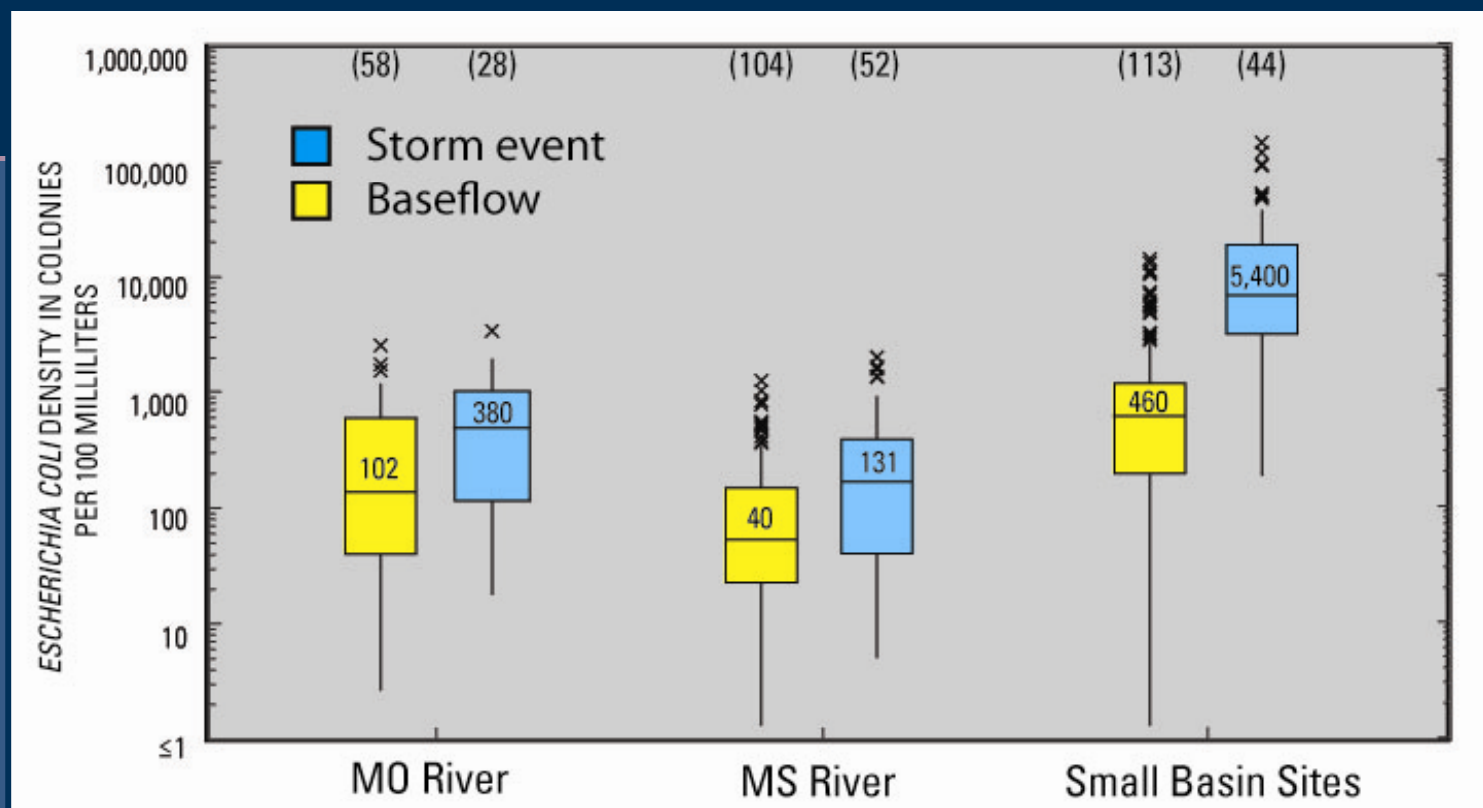 (58) (28) (104) (52) (113) (44)
Storm event
Baseflow
ESCHERICHIA COLI DENSITY IN COLONIES
PER 100 MILLILITERS
1,000,000
100,000
10,000
1,000
100
10
≤1
102
380
40
131
460
5,400
MO River
MS River
Small Basin Sites